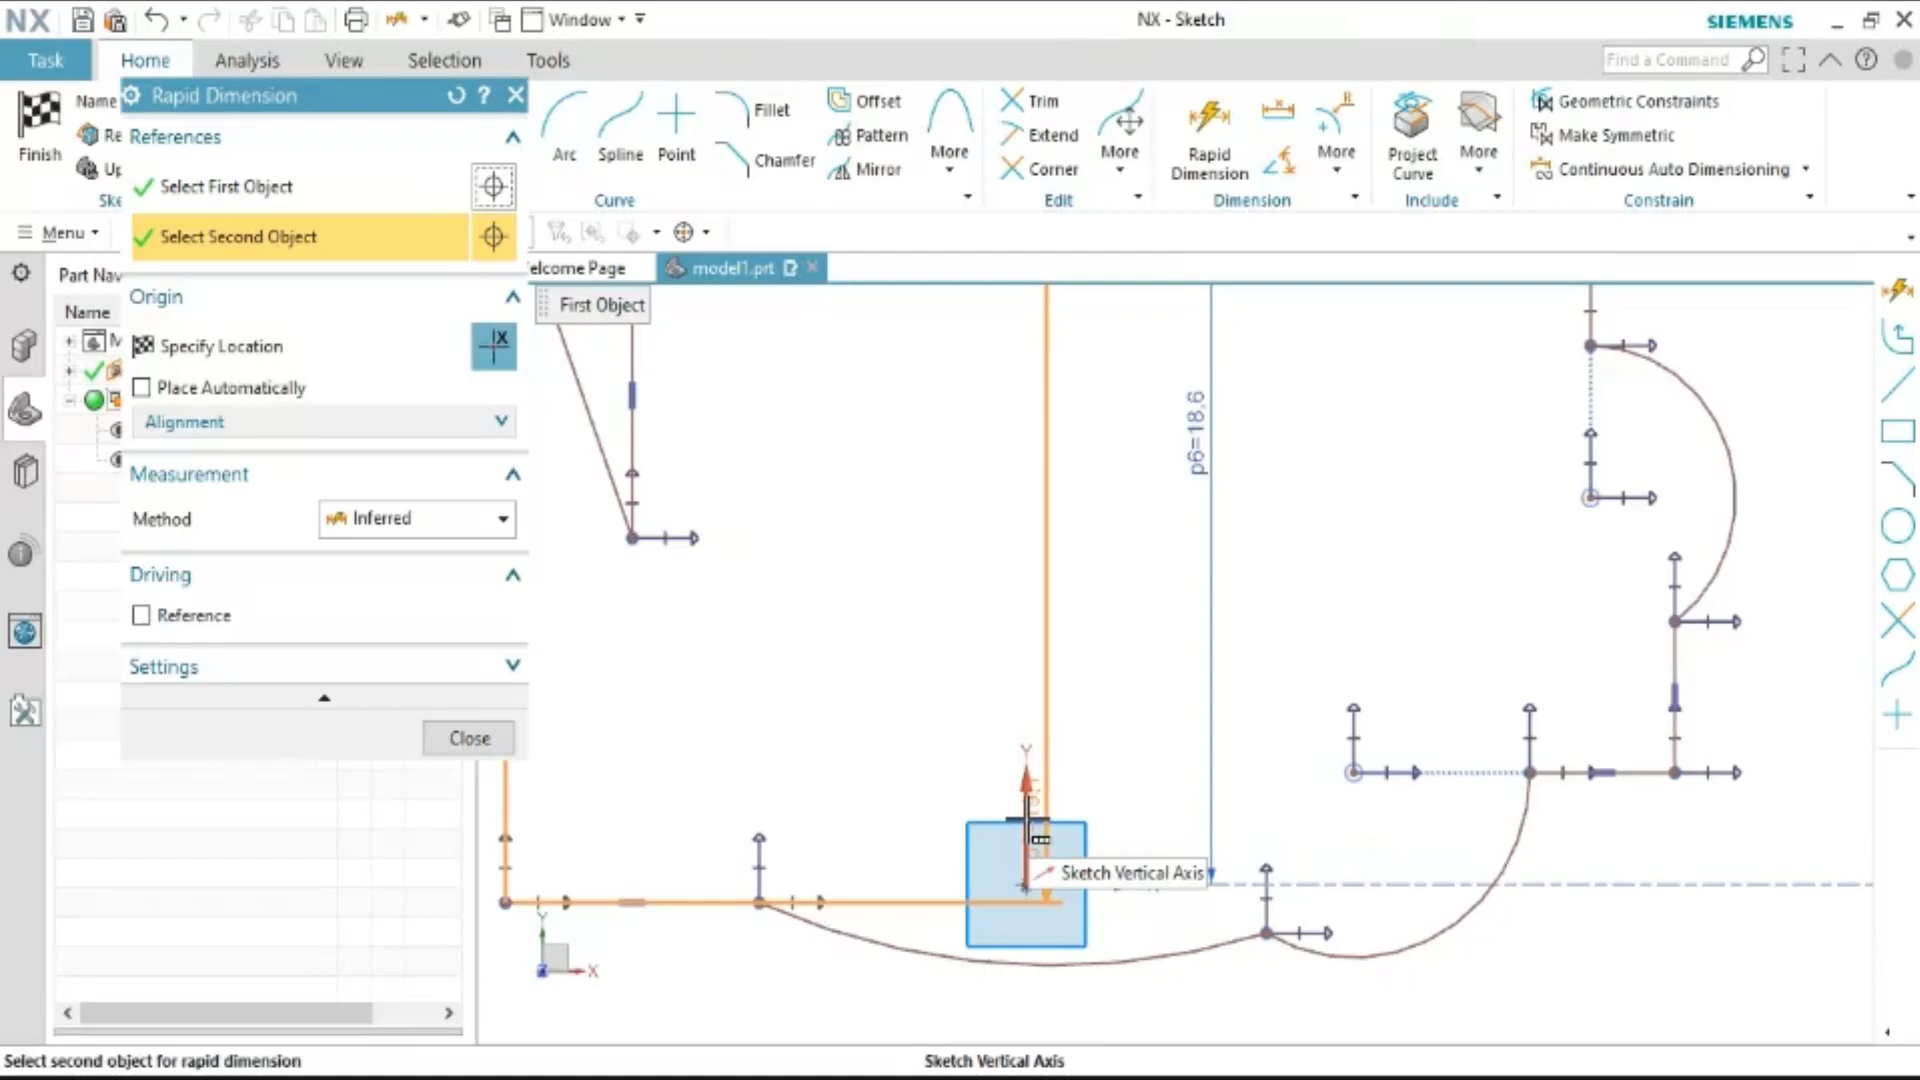 NX
Window
NX - Sketch
SIEMENS
Task
Home
Analysis
View
Selection
Tools
Find a Command
Finish
Name
Re
Up
Ske
Rapid Dimension
References
Select First Object
Select Second Object
Origin
Specify Location
Place Automatically
Alignment
Measurement
Method
Inferred
Driving
Reference
Settings
Close
Arc
Spline
Point
Fillet
Chamfer
Offset
Pattern
Mirror
More
Curve
Trim
Extend
Corner
More
Edit
Rapid
Dimension
More
Dimension
Project
Curve
More
Include
Geometric Constraints
Make Symmetric
Continuous Auto Dimensioning
Constrain
Menu
Part Nav
Name
M
elcome Page
model1.prt
First Object
p6=18,6
Y
Sketch Vertical Axis
Y
X
Z
Select second object for rapid dimension
Sketch Vertical Axis